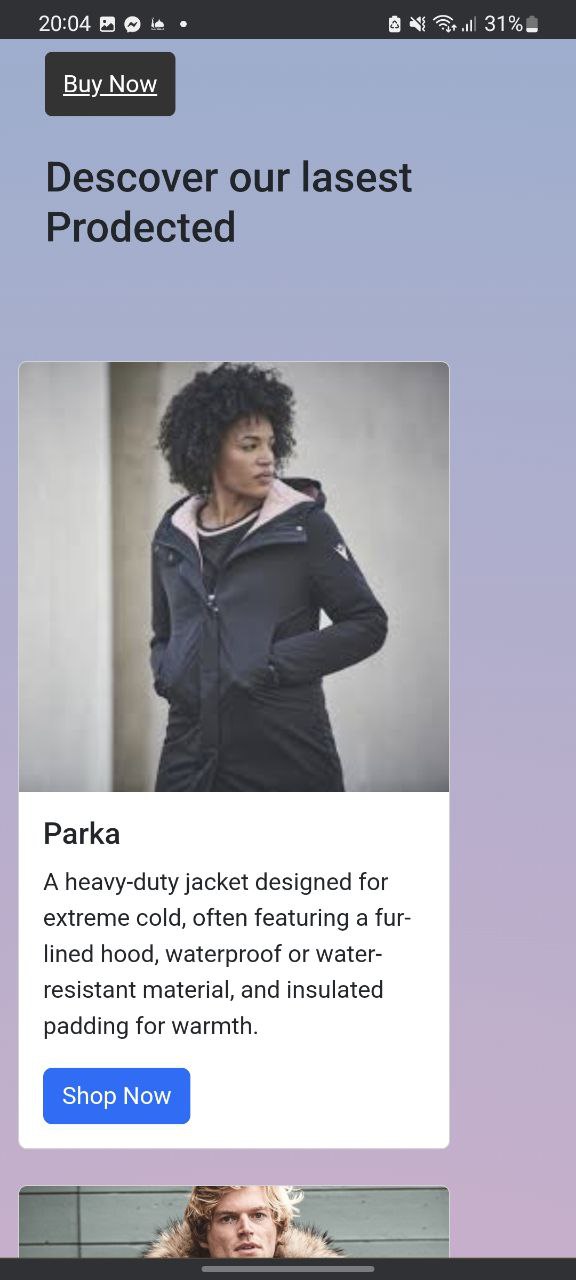 20:04 31%
Buy Now
Descover our lasest
Prodected
Parka
A heavy-duty jacket designed for
extreme cold, often featuring a fur-
lined hood, waterproof or water-
resistant material, and insulated
padding for warmth.
Shop Now